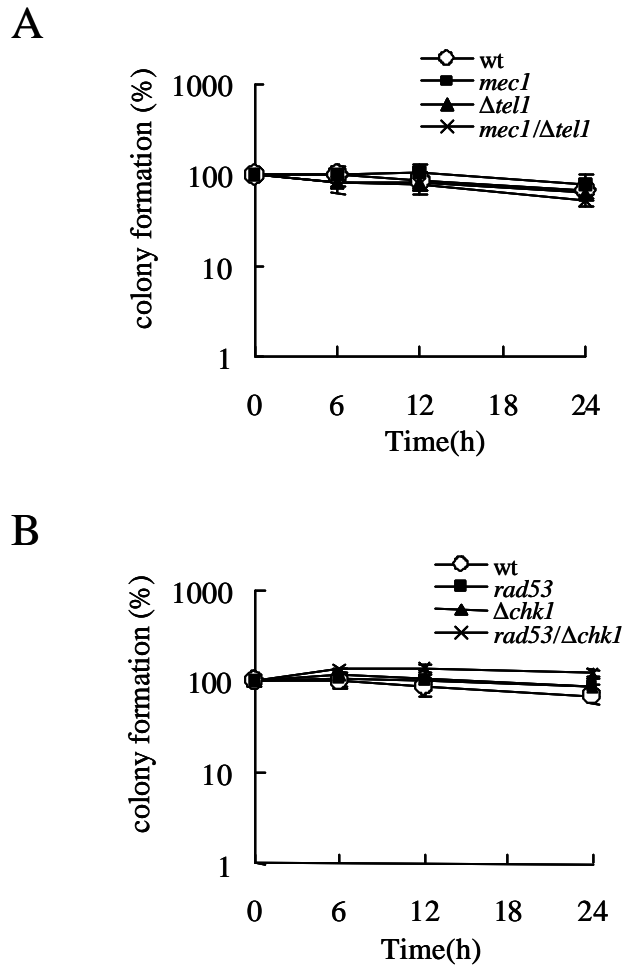 A
wt
mec1
Δtel1
mec1/Δtel1
colony formation (%)
1000
100
10
1
0 6 12 18 24
Time(h)
B
wt
rad53
Δchk1
rad53/Δchk1
colony formation (%)
1000
100
10
1
0 6 12 18 24
Time(h)